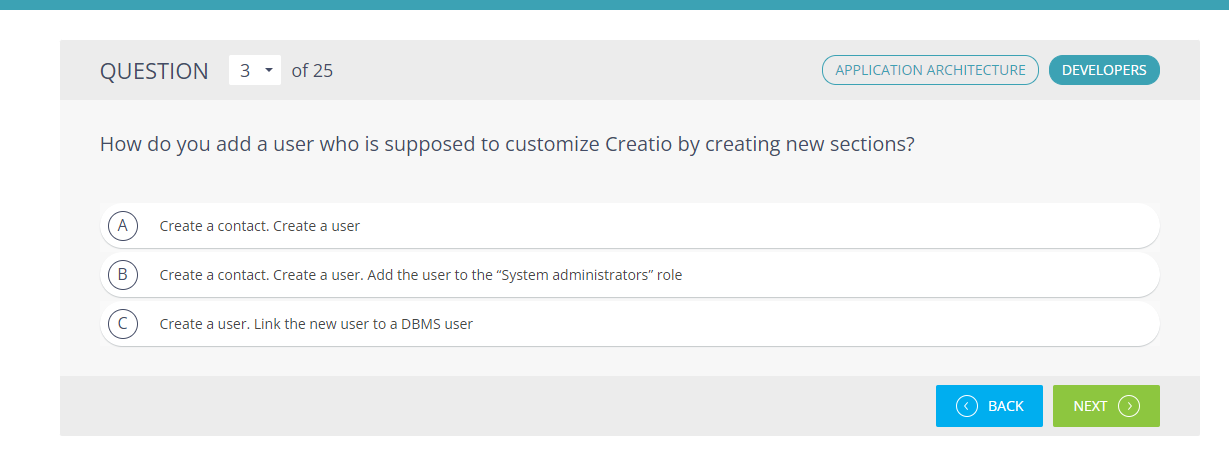 QUESTION 3 of 25 APPLICATION ARCHITECTURE DEVELOPERS
How do you add a user who is supposed to customize Creatio by creating new sections?
A Create a contact. Create a user
B Create a contact. Create a user. Add the user to the “System administrators” role
C Create a user. Link the new user to a DBMS user
BACK NEXT